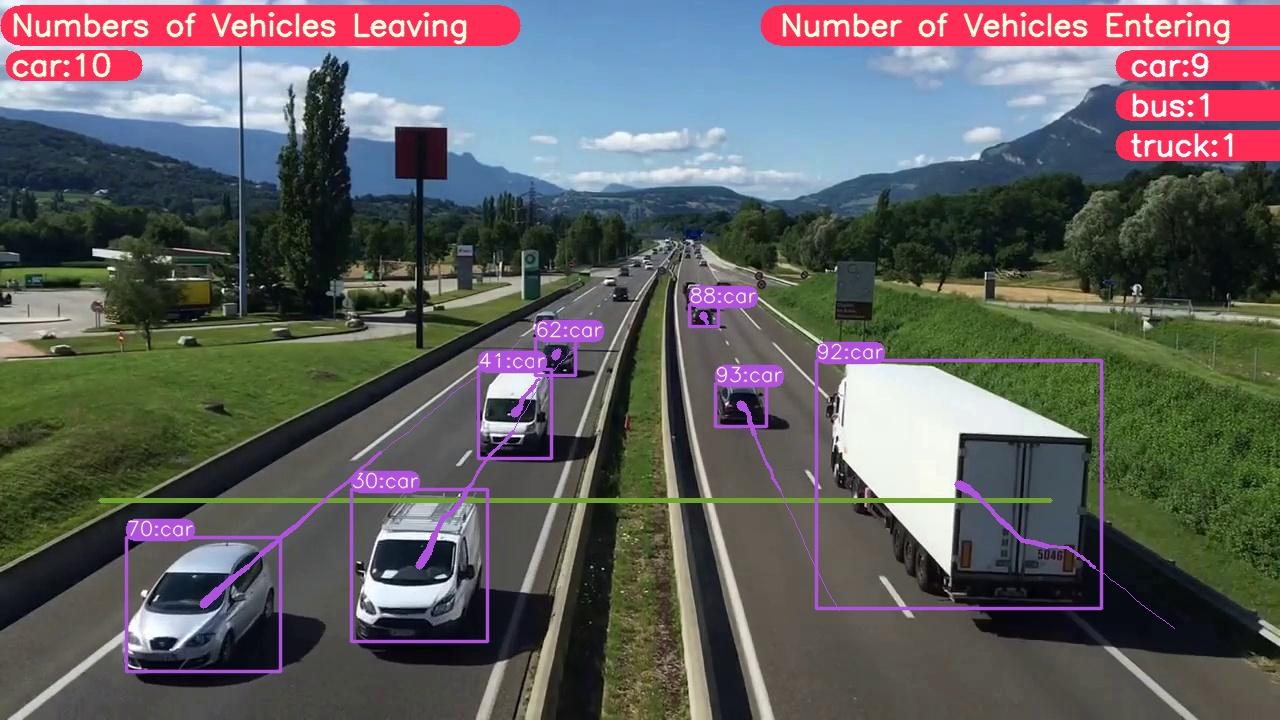 Numbers of Vehicles Leaving
Number of Vehicles Entering
car:10
car:9
bus:1
truck:1
88:car
62:car
41:car
92:car
93:car
30:car
70:car
5046